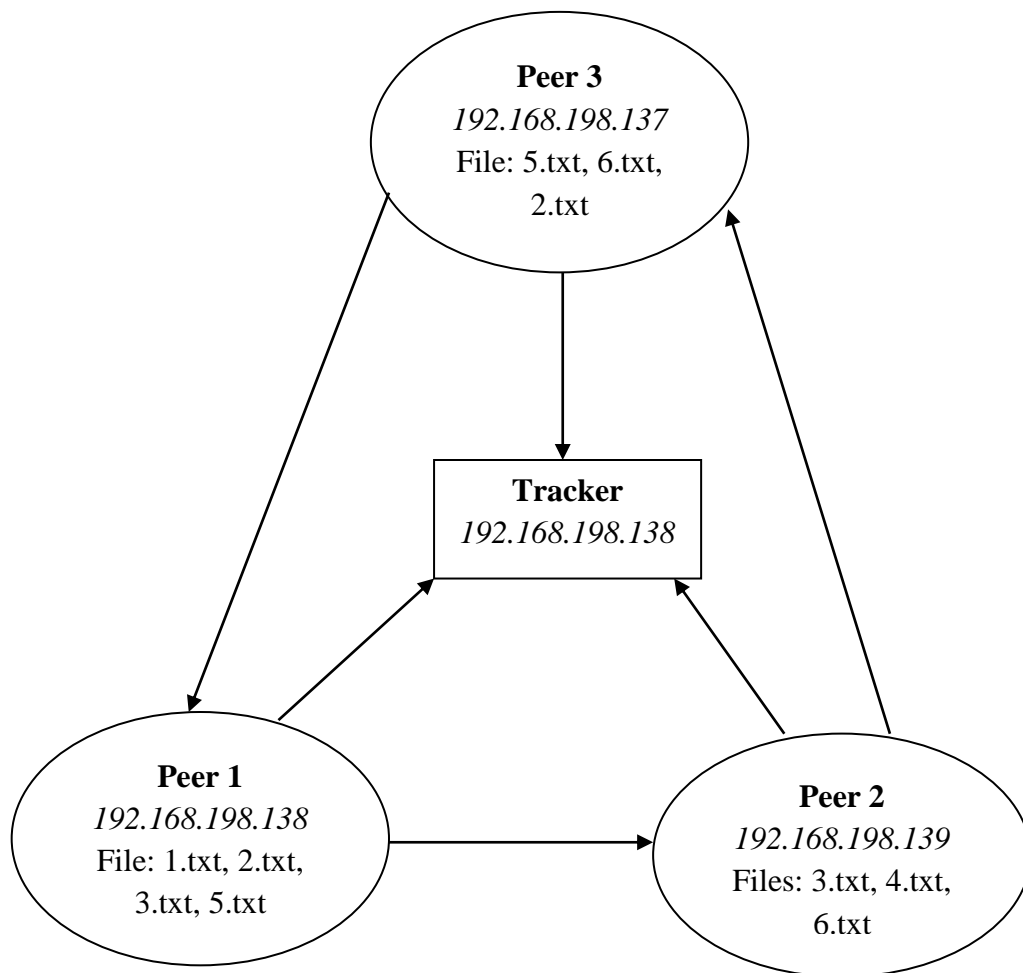 Peer 3
192.168.198.137
File: 5.txt, 6.txt,
2.txt
Tracker
192.168.198.138
Peer 1
192.168.198.138
File: 1.txt, 2.txt,
3.txt, 5.txt
Peer 2
192.168.198.139
Files: 3.txt, 4.txt,
6.txt